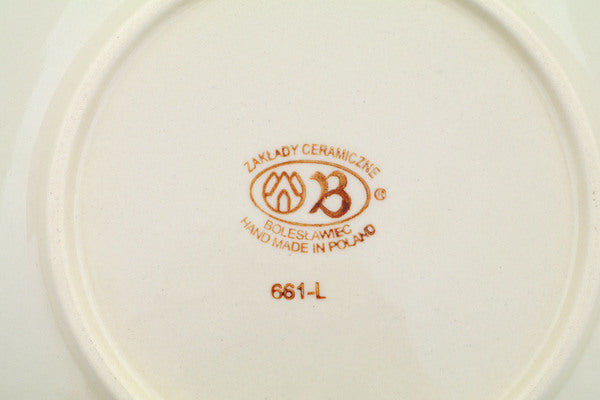 ZAKŁADY CERAMICZNE
B ®
BOLESŁAWIEC
HAND MADE IN POLAND
661-L